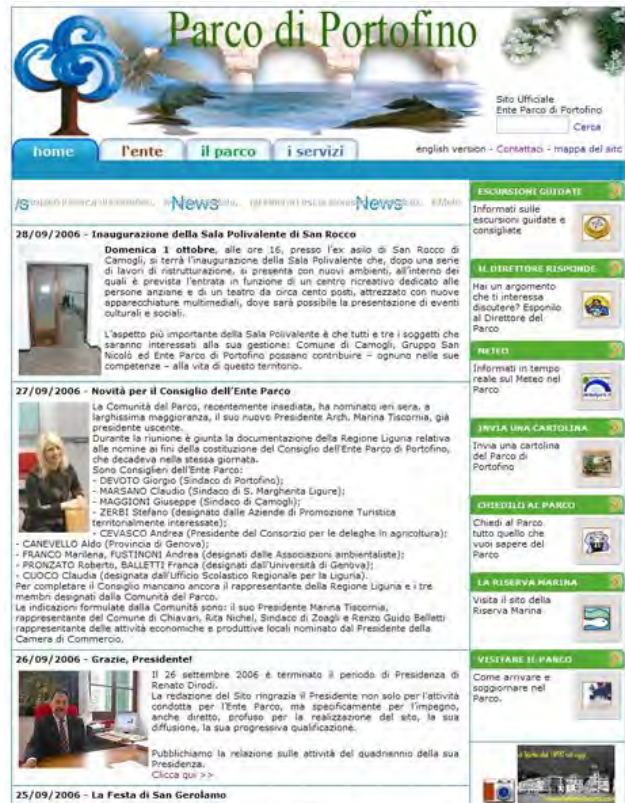 Parco di Portofino
Sito Ufficiale
Ente Parco di Portofino
Cerca
home
l'ente
il parco
i servizi
english version - Contattaci - mappa del sito
News
News
28/09/2006 - Inaugurazione della Sala Polivalente di San Rocco
Domenica 1 ottobre, alle ore 16, presso l'ex asilo di San Rocco di
Camogli, si terrà l'inaugurazione della Sala Polivalente che, dopo una serie
di lavori di ristrutturazione, si presenta con nuovi ambienti, all'interno dei
quali è prevista l'entrata in funzione di un centro ricreativo dedicato alle
persone anziane e di un teatro da circa cento posti, attrezzato con nuove
apparecchiature multimediali, dove sarà possibile la presentazione di eventi
culturali e sociali.
L'aspetto più importante della Sala Polivalente è che tutti e tre i soggetti che
saranno interessati alla sua gestione: Comune di Camogli, Gruppo San
Nicolò ed Ente Parco di Portofino possano contribuire – ognuno nelle sue
competenze – alla vita di questo territorio.
27/09/2006 - Novità per il Consiglio dell'Ente Parco
La Comunità del Parco, recentemente insediata, ha nominato ieri sera, a
larghissima maggioranza, il suo nuovo Presidente Arch. Marina Tiscornia, già
presidente uscente.
Durante la riunione è giunta la documentazione della Regione Liguria relativa
alle nomine ai fini della costituzione del Consiglio dell'Ente Parco di Portofino,
che decadeva nella stessa giornata.
Sono Consiglieri dell'Ente Parco:
- DEVOTO Giorgio (Sindaco di Portofino);
- MARSANO Claudio (Sindaco di S. Margherita Ligure);
- MAGGIONI Giuseppe (Sindaco di Camogli);
- ZERBI Stefano (designato dalle Aziende di Promozione Turistica
territorialmente interessate);
- CEVASCO Andrea (Presidente del Consorzio per le deleghe in agricoltura);
- CANEVELLO Aldo (Provincia di Genova);
- FRANCO Marilena, FUSTINONI Andrea (designati dalle Associazioni ambientaliste);
- PRONZATO Roberto, BALLETTI Franca (designati dall'Università di Genova);
- CUOCO Claudia (designata dall'Ufficio Scolastico Regionale per la Liguria).
Per completare il Consiglio mancano ancora il rappresentante della Regione Liguria e i tre
membri designati dalla Comunità del Parco.
Le indicazioni formulate dalla Comunità sono: il suo Presidente Marina Tiscornia,
rappresentante del Comune di Chiavari, Rita Nichel, Sindaco di Zoagli e Renzo Guido Belletti
rappresentante delle attività economiche e produttive locali nominato dal Presidente della
Camera di Commercio.
26/09/2006 - Grazie, Presidente!
Il 26 settembre 2006 è terminato il periodo di Presidenza di
Renato Dirodi.
La redazione del Sito ringrazia il Presidente non solo per l'attività
condotta per l'Ente Parco, ma specificamente per l'impegno,
anche diretto, profuso per la realizzazione del sito, la sua
diffusione, la sua progressiva qualificazione.
Pubblichiamo la relazione sulle attività del quadriennio della sua
Presidenza.
Clicca qui >>
25/09/2006 - La Festa di San Gerolamo
ESCURSIONI GUIDATE
Informati sulle
escursioni guidate e
consigliate
IL DIRETTORE RISPONDE
Hai un argomento
che ti interessa
discutere? Esponilo
al Direttore del
Parco
METEO
Informati in tempo
reale sul Meteo nel
Parco
INVIA UNA CARTOLINA
Invia una cartolina
del Parco di
Portofino
CHIEDILO AL PARCO
Chiedi al Parco
tutto quello che
vuoi sapere del
Parco
LA RISERVA MARINA
Visita il sito della
Riserva Marina
VISITARE IL PARCO
Come arrivare e
soggiornare nel
Parco.